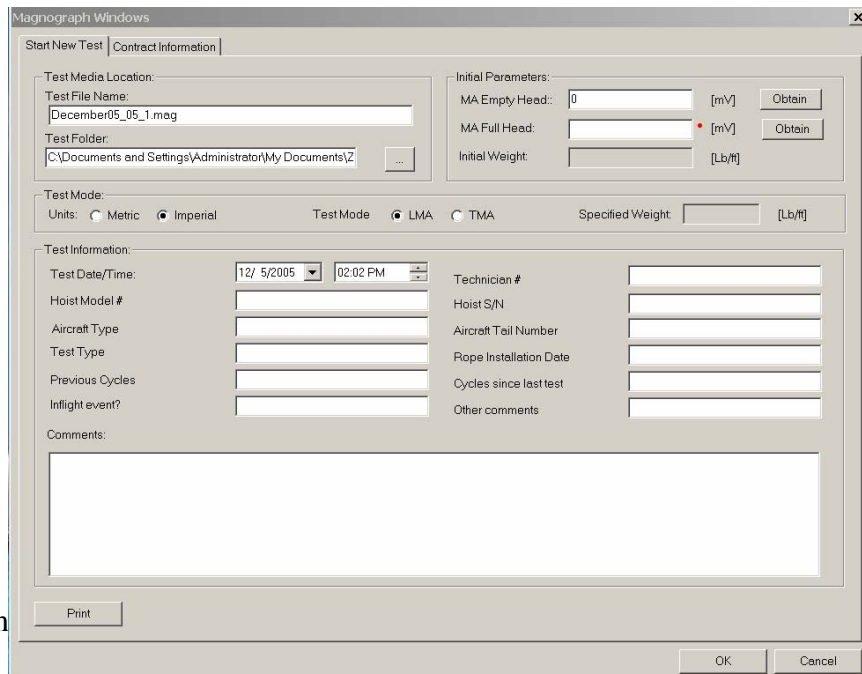 Magnograph Windows x
Start New Test Contract Information
Test Media Location:
Test File Name:
December05_05_1.mag
Test Folder:
C:\Documents and Settings\Administrator\My Documents\Z ...
Initial Parameters:
MA Empty Head:: 0 [mV] Obtain
MA Full Head: * [mV] Obtain
Initial Weight: [Lb/ft]
Test Mode:
Units: Metric Imperial Test Mode LMA TMA Specified Weight: [Lb/ft]
Test Information:
Test Date/Time: 12/ 5/2005 02:02 PM
Hoist Model #
Aircraft Type
Test Type
Previous Cycles
Inflight event?
Technician #
Hoist S/N
Aircraft Tail Number
Rope Installation Date
Cycles since last test
Other comments
Comments:
Print
n
OK Cancel